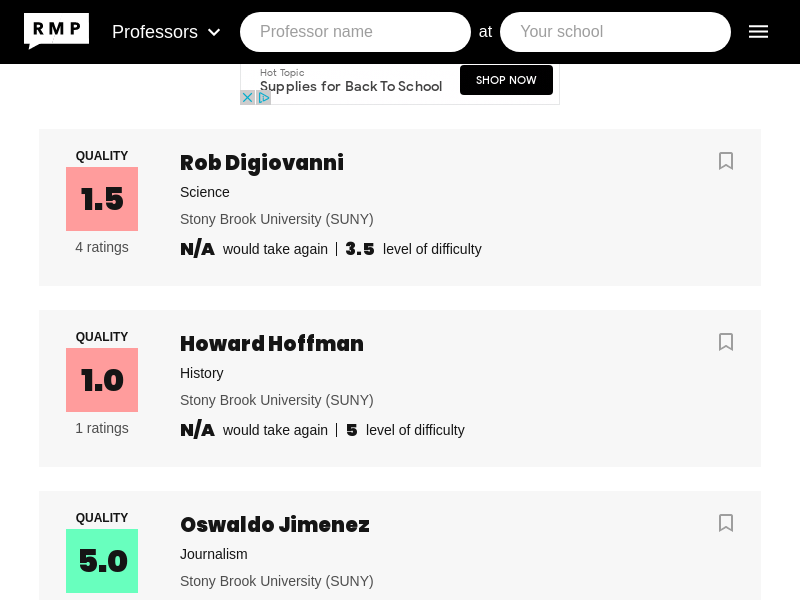 RMP Professors Professor name at Your school
Hot Topic
Supplies for Back To School SHOP NOW
QUALITY
1.5
4 ratings
Rob Digiovanni
Science
Stony Brook University (SUNY)
N/A would take again 3.5 level of difficulty
QUALITY
1.0
1 ratings
Howard Hoffman
History
Stony Brook University (SUNY)
N/A would take again 5 level of difficulty
QUALITY
5.0
Oswaldo Jimenez
Journalism
Stony Brook University (SUNY)